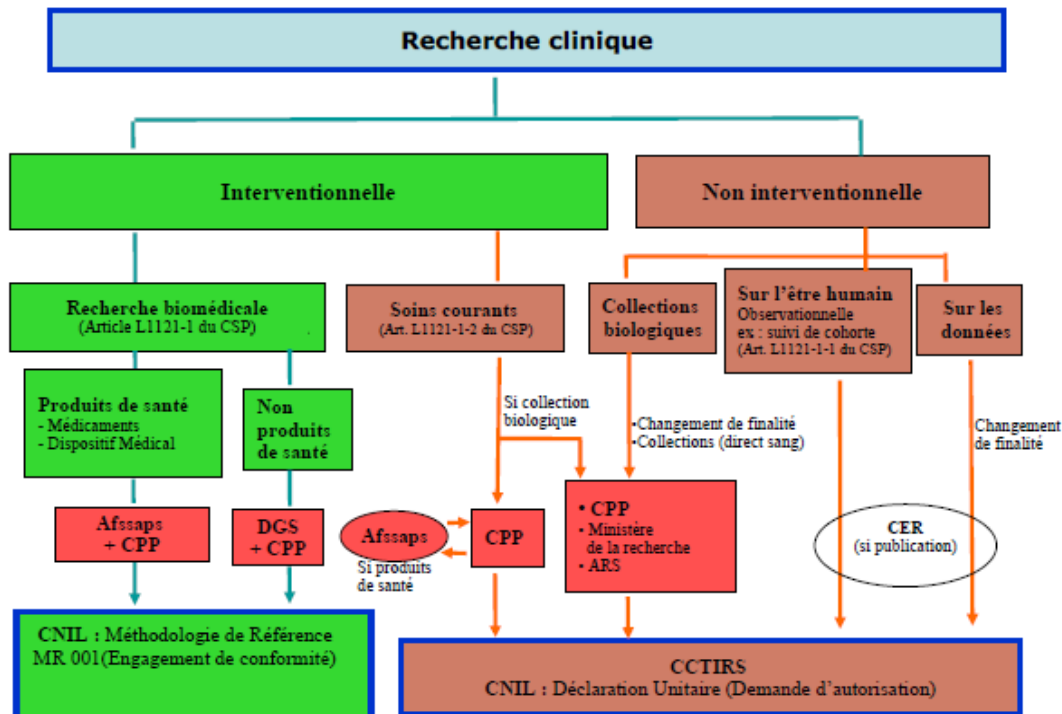 Recherche clinique
Interventionnelle
Non interventionnelle
Recherche biomédicale
(Article L1121-1 du CSP)
Soins courants
(Art. L1121-1-2 du CSP)
Collections
biologiques
Sur l'être humain
Observationnelle
ex : suivi de cohorte
(Art. L1121-1-1 du CSP)
Sur les
données
Produits de santé
- Médicaments
- Dispositif Médical
Non
produits
de santé
Si collection
biologique
•Changement de finalité
•Collections (direct sang)
Changement
de finalité
Afssaps
+ CPP
DGS
+ CPP
Afssaps
Si produits
de santé
CPP
• CPP
- Ministère
de la recherche
- ARS
CER
(si publication)
CNIL : Méthodologie de Référence
MR 001(Engagement de conformité)
CCTIRS
CNIL : Déclaration Unitaire (Demande d'autorisation)